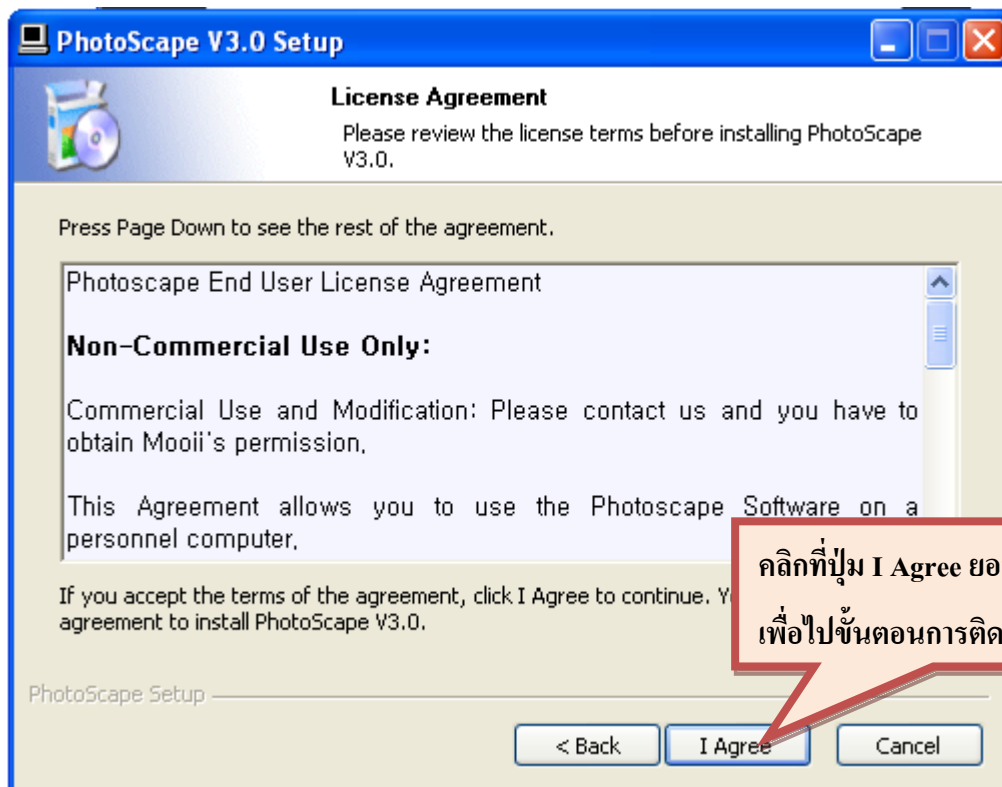 PhotoScape V3.0 Setup
License Agreement
Please review the license terms before installing PhotoScape
V3.0.
Press Page Down to see the rest of the agreement.
Photoscape End User License Agreement
Non-Commercial Use Only:
Commercial Use and Modification: Please contact us and you have to
obtain Mooii's permission,
This Agreement allows you to use the Photoscape Software on a
personnel computer,
If you accept the terms of the agreement, click I Agree to continue.
agreement to install PhotoScape V3.0.
คลิกที่ปุ่ม I Agree
เพื่อไปขั้นตอนการ
PhotoScape Setup
< Back
I Agree
Cancel